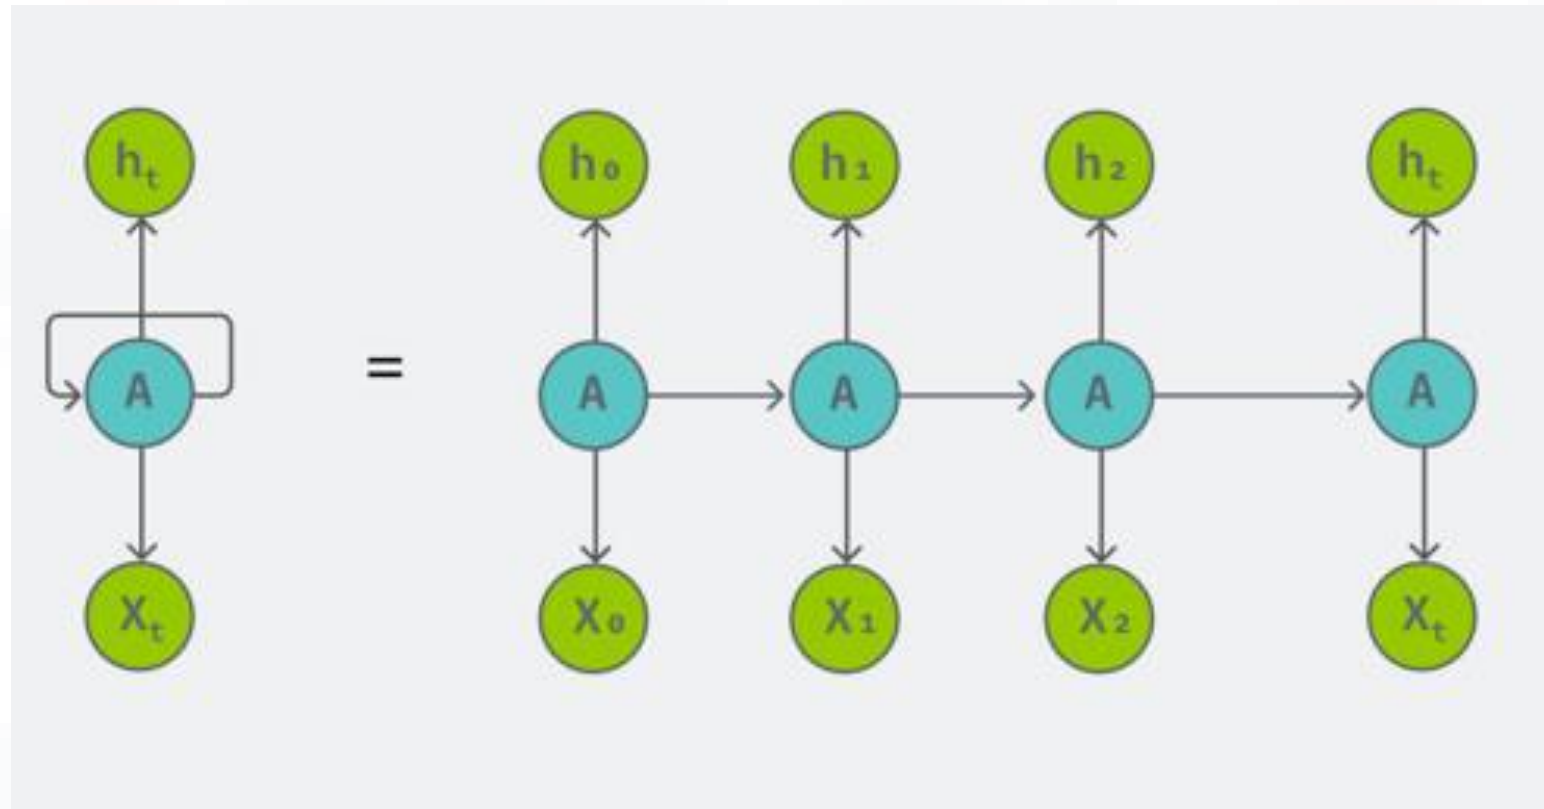 hₜ h₀ h₁ h₂ hₜ
A = A A A A
Xₜ X₀ X₁ X₂ Xₜ